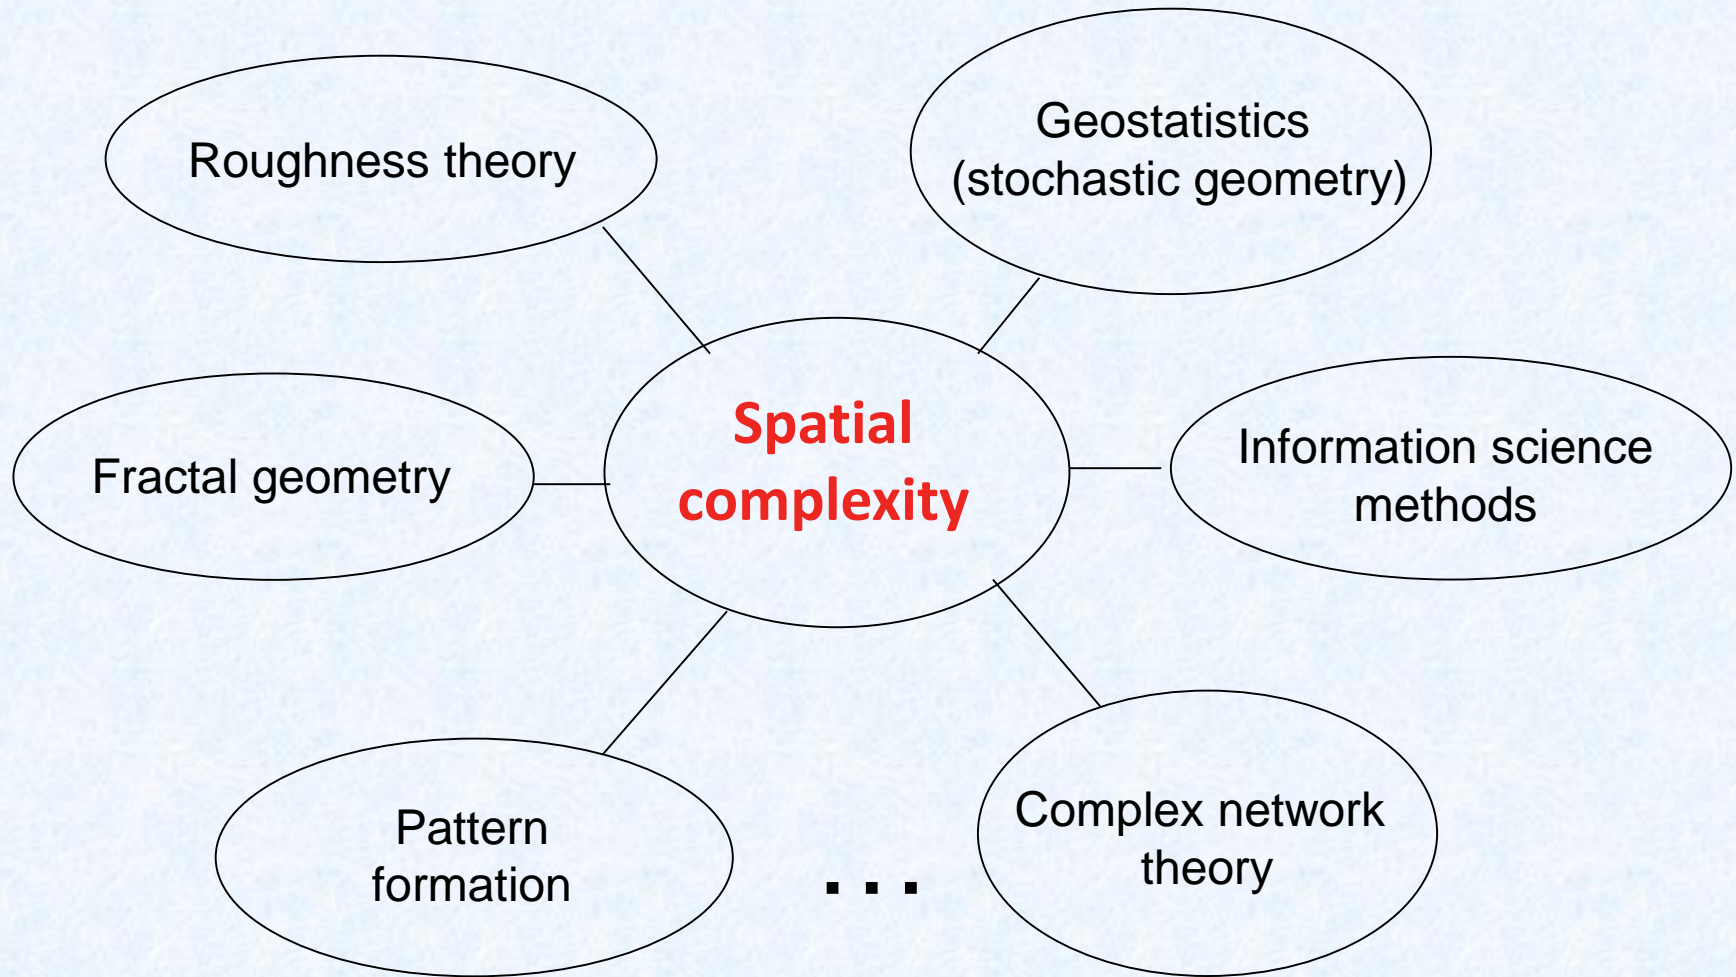 Roughness theory
Geostatistics
(stochastic geometry)
Fractal geometry
Spatial
complexity
Information science
methods
Pattern
formation
...
Complex network
theory